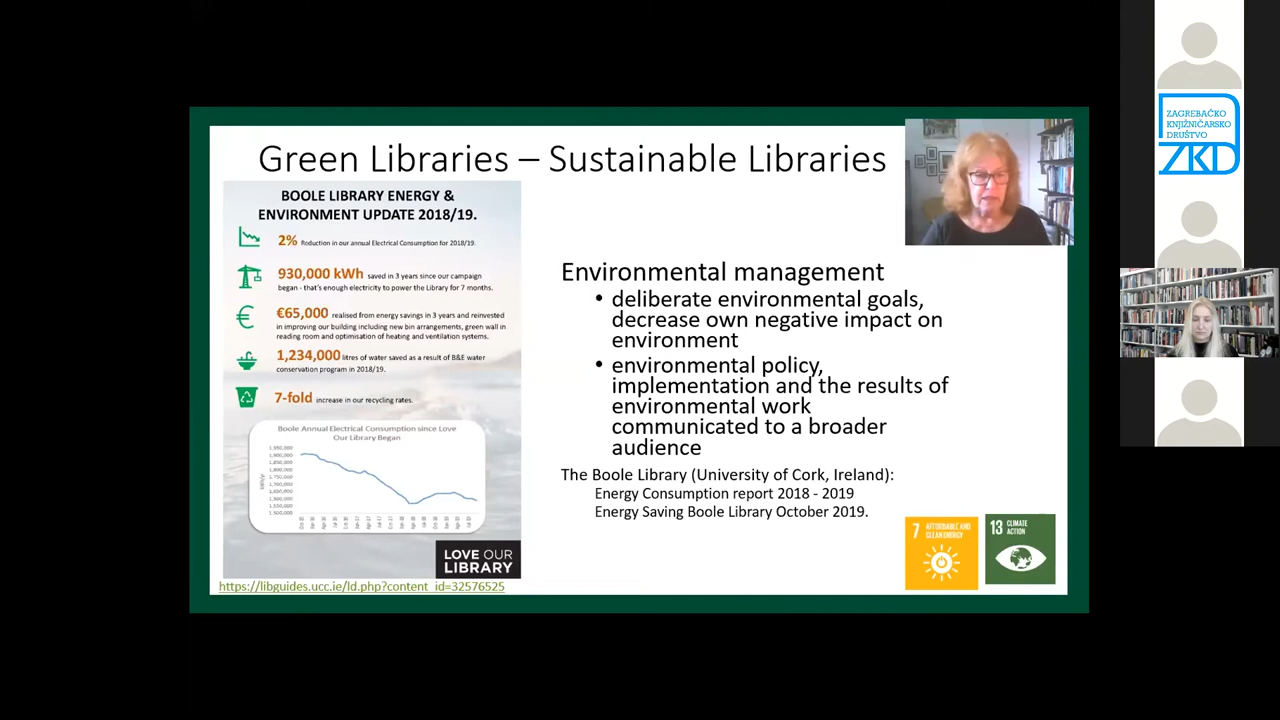 Green Libraries – Sustainable Libraries
BOOLE LIBRARY ENERGY &
ENVIRONMENT UPDATE 2018/19.
2% Reduction in our annual Electrical Consumption for 2018/19.
930,000 kWh saved in 3 years since our campaign
began - that's enough electricity to power the Library for 7 months.
€65,000 realised from energy savings in 3 years and reinvested
in improving our building including new bin arrangements, green wall in
reading room and optimisation of heating and ventilation systems.
1,234,000 litres of water saved as a result of B&E water
conservation program in 2018/19.
7-fold increase in our recycling rates.
Boole Annual Electrical Consumption since Love
Our Library Began
LOVE OUR
LIBRARY
https://libguides.ucc.ie/ld.php?content_id=32576525
Environmental management
• deliberate environmental goals,
decrease own negative impact on
environment
• environmental policy,
implementation and the results of
environmental work
communicated to a broader
audience
The Boole Library (University of Cork, Ireland):
Energy Consumption report 2018 - 2019
Energy Saving Boole Library October 2019.
7 AFFORDABLE AND
CLEAN ENERGY
13 CLIMATE
ACTION
ZAGREBAČKO
KNJIŽNIČARSKO
DRUŠTVO
ZKD